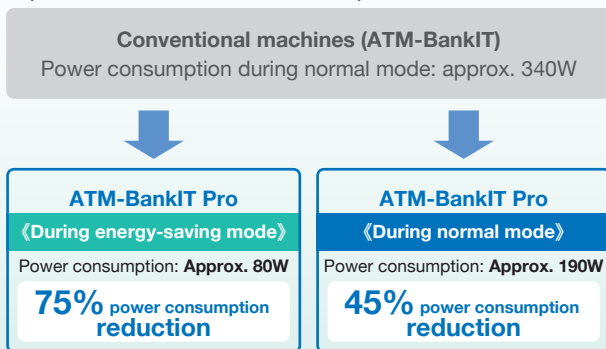 Conventional machines (ATM-BankIT)
Power consumption during normal mode: approx. 340W
ATM-BankIT Pro
《During energy-saving mode》
Power consumption: Approx. 80W
75% power consumption
reduction
ATM-BankIT Pro
《During normal mode》
Power consumption: Approx. 190W
45% power consumption
reduction